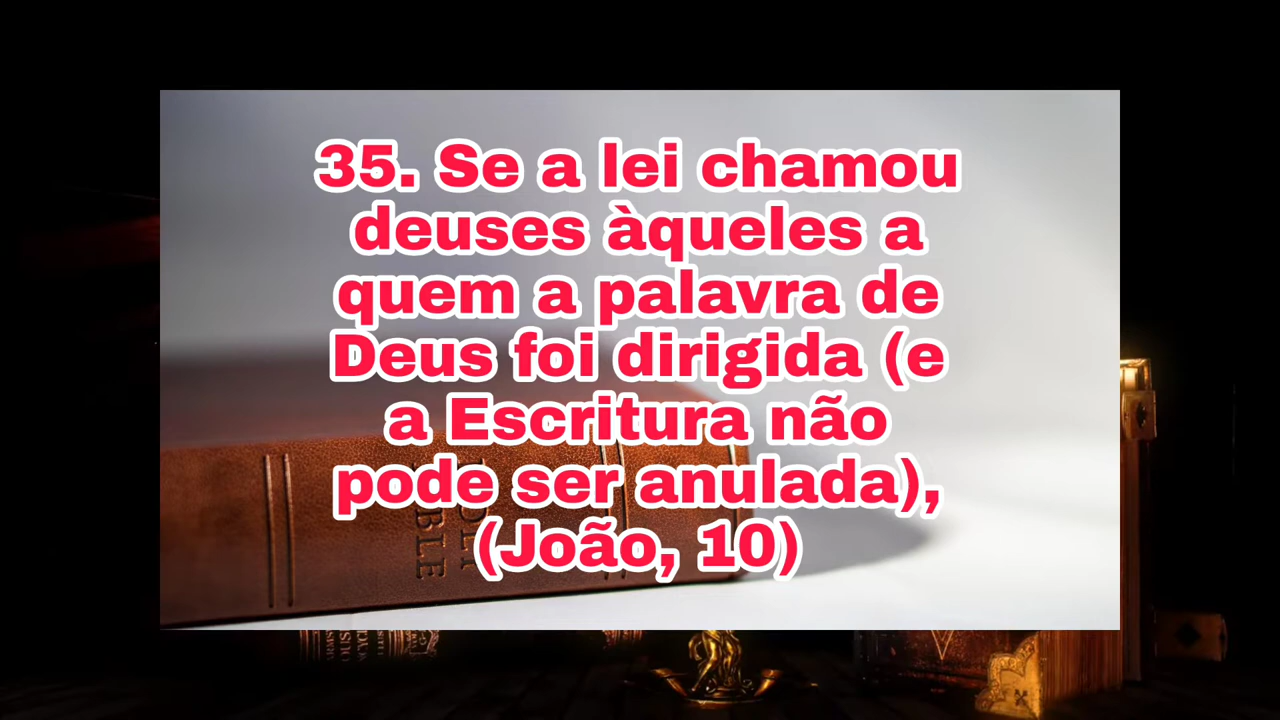 35. Se a lei chamou
deuses àqueles a
quem a palavra de
Deus foi dirigida (e
a Escritura não
pode ser anulada),
(João, 10)